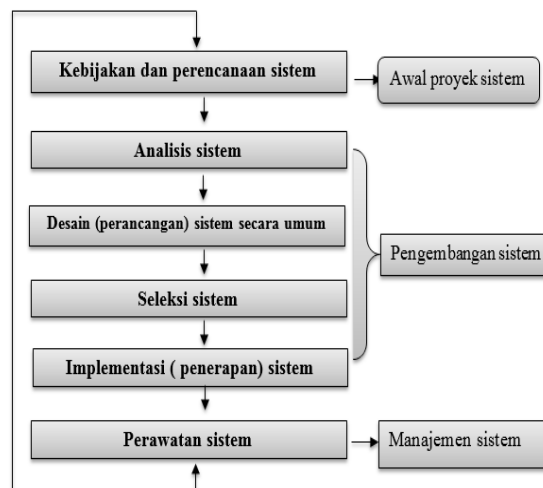 Kebijakan dan perencanaan sistem
Awal proyek sistem
Analisis sistem
Desain (perancangan) sistem secara umum
Pengembangan sistem
Seleksi sistem
Implementasi ( penerapan) sistem
Perawatan sistem
Manajemen sistem